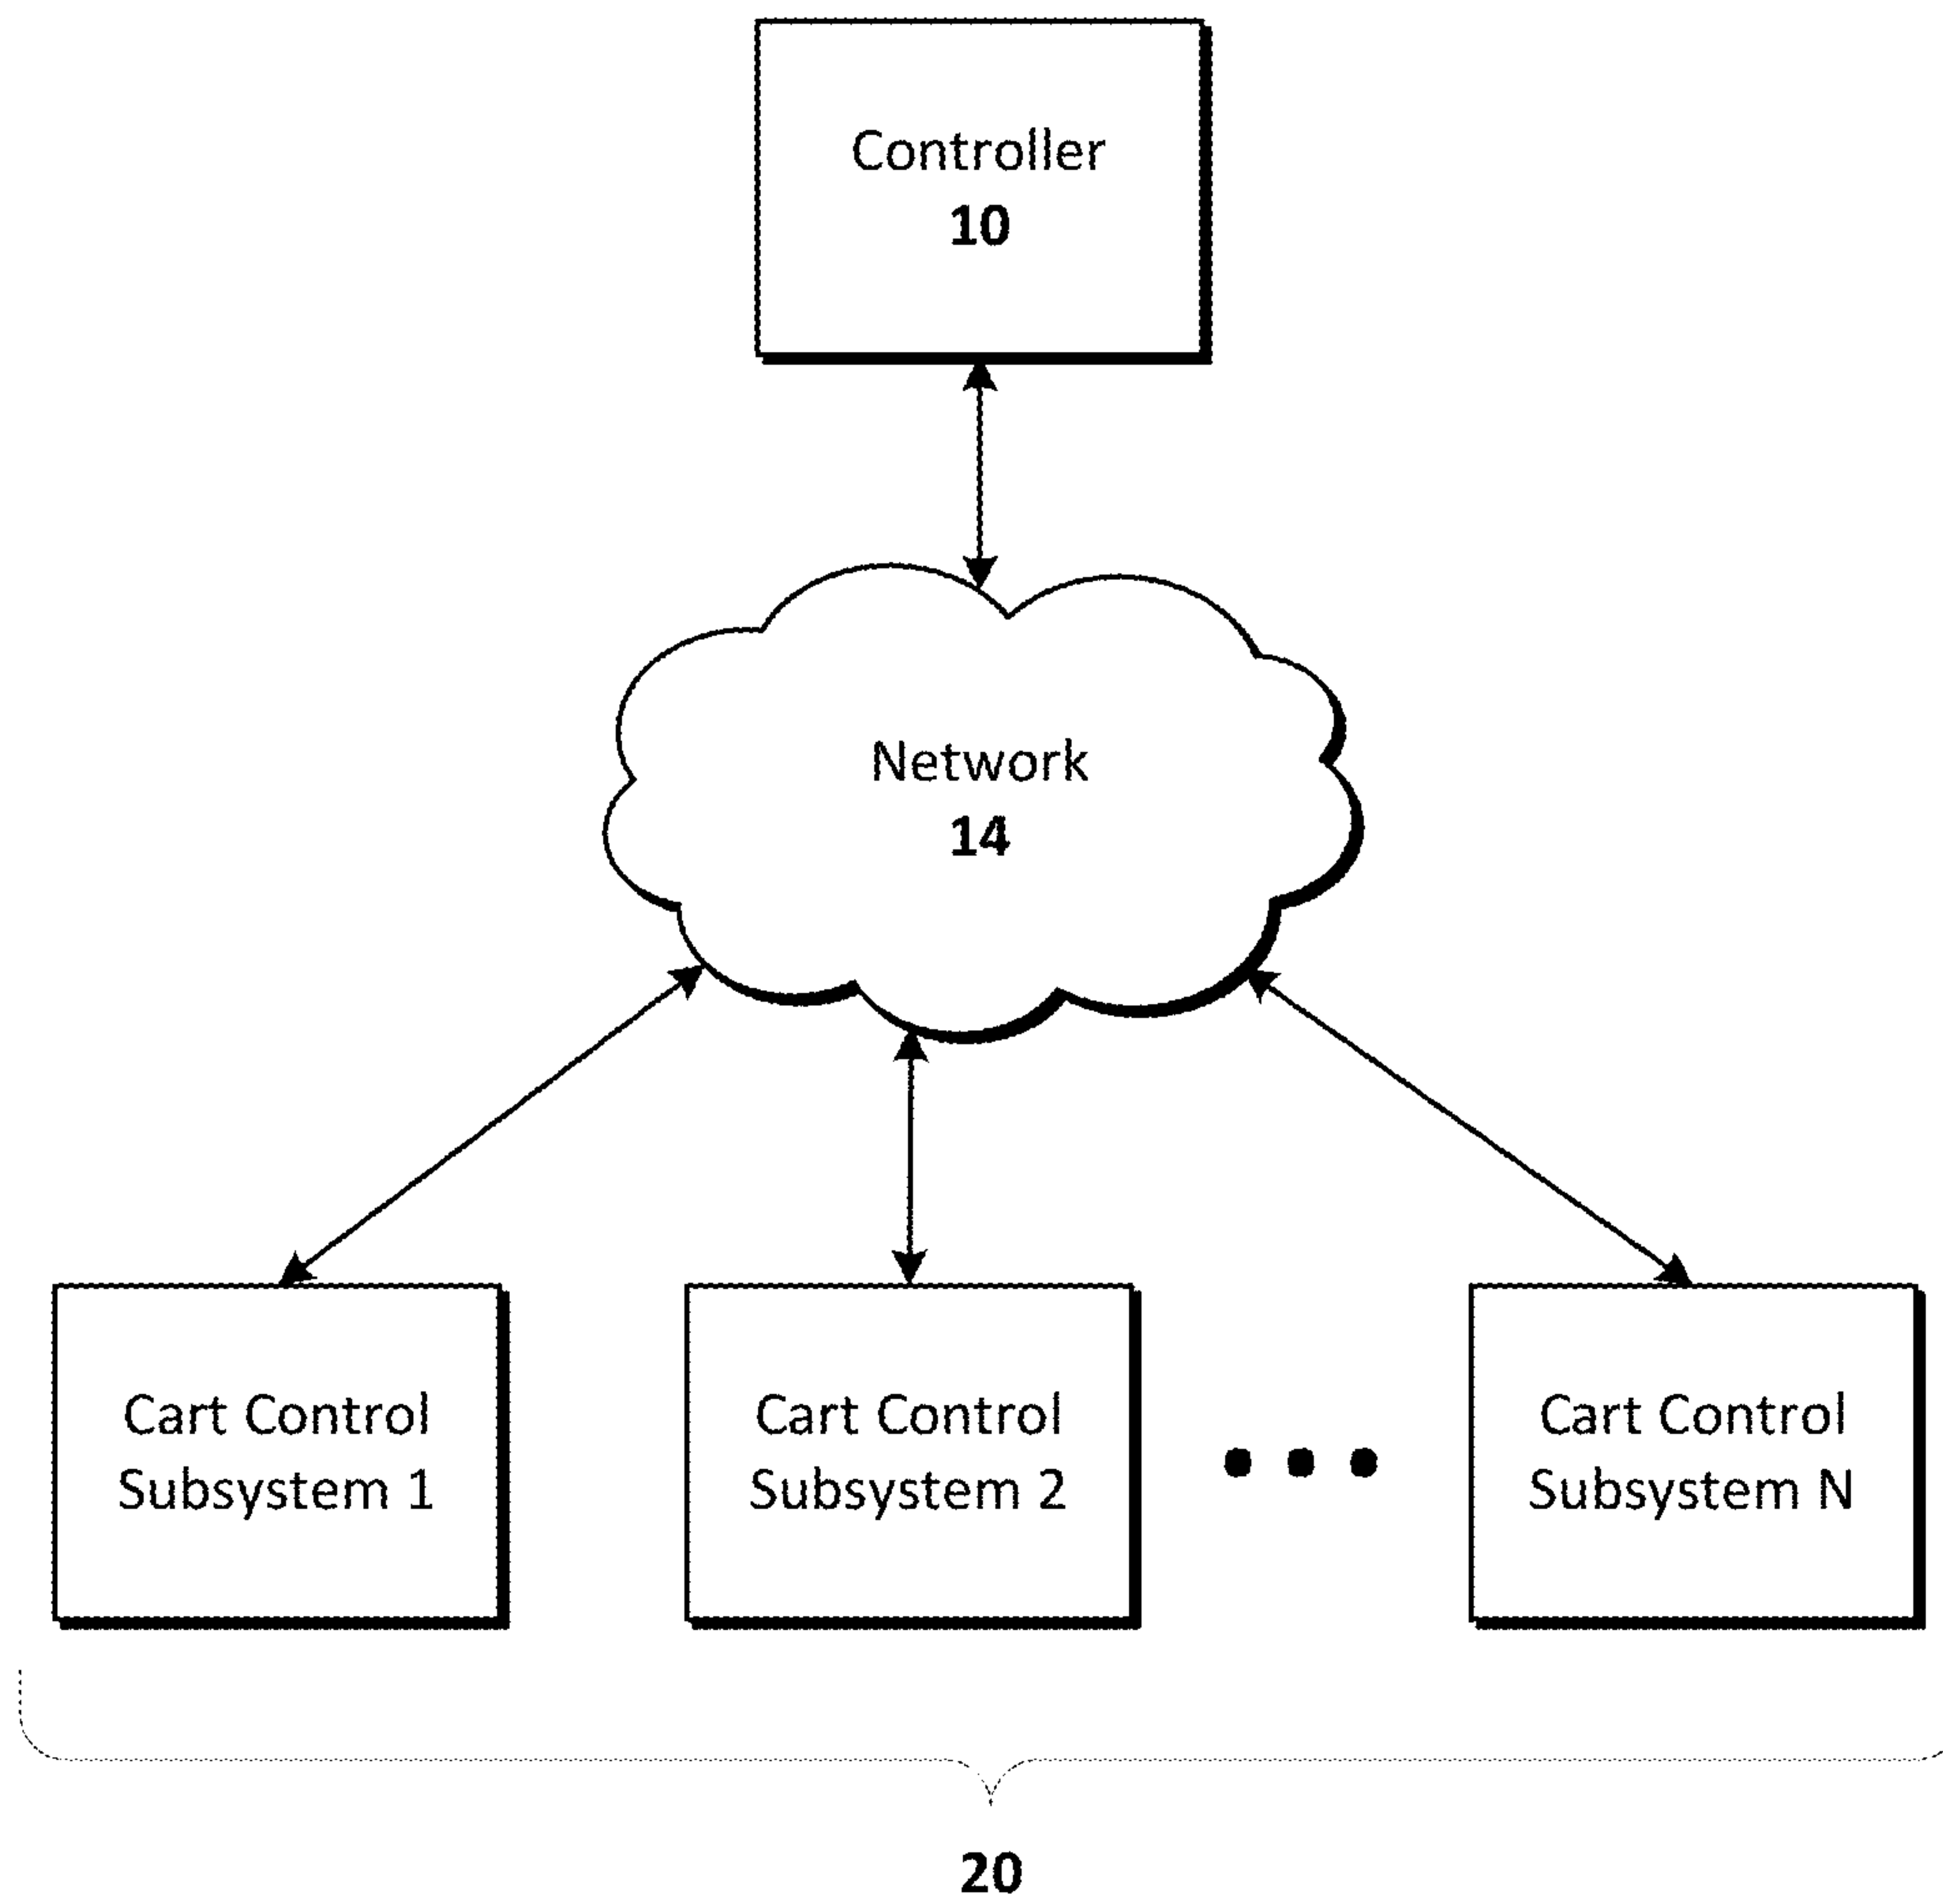 Controller
10
Network
14
Cart Control
Subsystem 1
Cart Control
Subsystem 2
Cart Control
Subsystem N
20